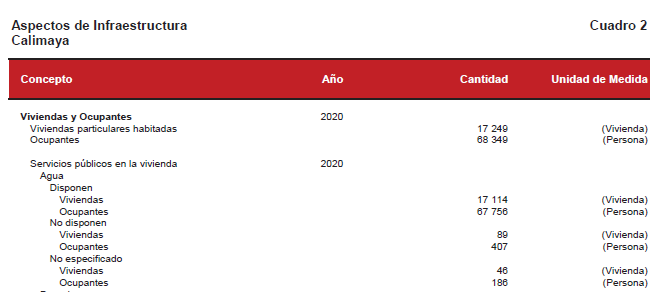 Aspectos de Infraestructura Cuadro 2
Calimaya
Concepto Año Cantidad Unidad de Medida
Viviendas y Ocupantes 2020
Viviendas particulares habitadas 17 249 (Vivienda)
Ocupantes 68 349 (Persona)
Servicios públicos en la vivienda 2020
Agua
Disponen
Viviendas 17 114 (Vivienda)
Ocupantes 67 756 (Persona)
No disponen
Viviendas 89 (Vivienda)
Ocupantes 407 (Persona)
No especificado
Viviendas 46 (Vivienda)
Ocupantes 186 (Persona)